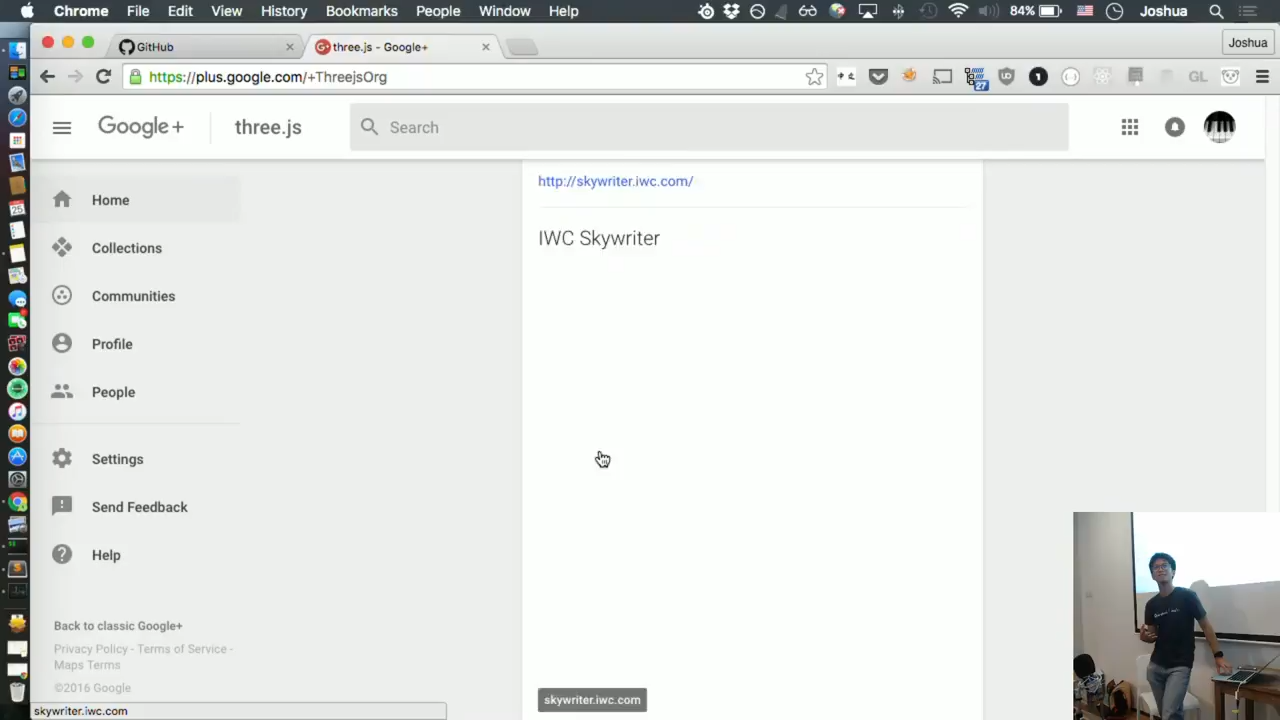 Chrome File Edit View History Bookmarks People Window Help 84% Joshua
GitHub three.js - Google+ Joshua
https://plus.google.com/+ThreejsOrg
27
GL
Google+ three.js Search
http://skywriter.iwc.com/
Home
IWC Skywriter
Collections
Communities
Profile
People
Settings
Send Feedback
Help
Back to classic Google+
Privacy Policy - Terms of Service -
Maps Terms
©2016 Google
skywriter.iwc.com
skywriter.iwc.com